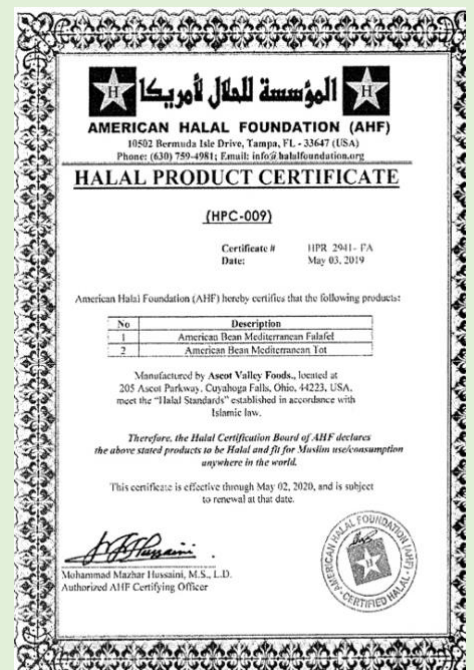 H المؤسسة للحلال لأمريكا H
AMERICAN HALAL FOUNDATION (AHF)
10502 Bermuda Isle Drive, Tampa, FL - 33647 (USA)
Phone: (630) 759-4981; Email: info@halalfoundation.org
HALAL PRODUCT CERTIFICATE
(HPC-009)
Certificate # HPR 2941- FA
Date: May 03, 2019
American Halal Foundation (AHF) hereby certifies that the following products:
No Description
1 American Bean Mediterranean Falafel
2 American Bean Mediterranean Tot
Manufactured by Ascot Valley Foods., located at
205 Ascot Parkway, Cuyahoga Falls, Ohio, 44223, USA,
meet the "Halal Standards" established in accordance with
Islamic law.
Therefore, the Halal Certification Board of AHF declares
the above stated products to be Halal and fit for Muslim use/consumption
anywhere in the world.
This certificate is effective through May 02, 2020, and is subject
to renewal at that date.
Mohammad Mazhar Hussaini, M.S., L.D.
Authorized AHF Certifying Officer
AMERICAN HALAL FOUNDATION (AHF)
CERTIFIED HALAL